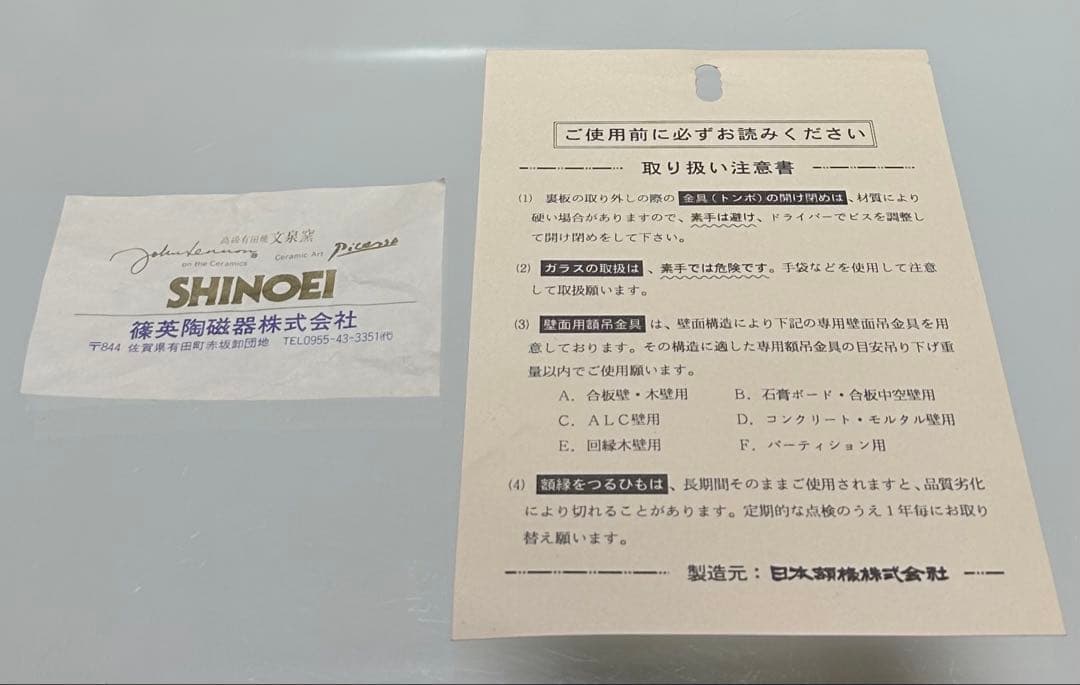 高級有田焼 文泉窯
John Lennon
on the Ceramics
Ceramic Art
Picasso
SHINOEI
篠英陶磁器株式会社
〒844 佐賀県有田町赤坂卸団地 TEL0955-43-3351㈹
ご使用前に必ずお読みください
取り扱い注意書
(1) 裏板の取り外しの際の 金具(トンボ)の開け閉めは、材質により
硬い場合がありますので、素手は避け、ドライバーでビスを調整し
て開け閉めをして下さい。
(2) ガラスの取扱は 、素手では危険です。手袋などを使用して注意
して取扱願います。
(3) 壁面用額吊金具 は、壁面構造により下記の専用壁面吊金具を用
意しております。その構造に適した専用額吊金具の目安吊り下げ重
量以内でご使用願います。
A. 合板壁・木壁用 B. 石膏ボード・合板中空壁用
C. ALC壁用 D. コンクリート・モルタル壁用
E. 回縁木壁用 F. パーティション用
(4) 額縁をつるひもは 、長期間そのままご使用されますと、品質劣化
により切れることがあります。定期的な点検のうえ1年毎にお取り
替え願います。
製造元:日本額椽株式会社